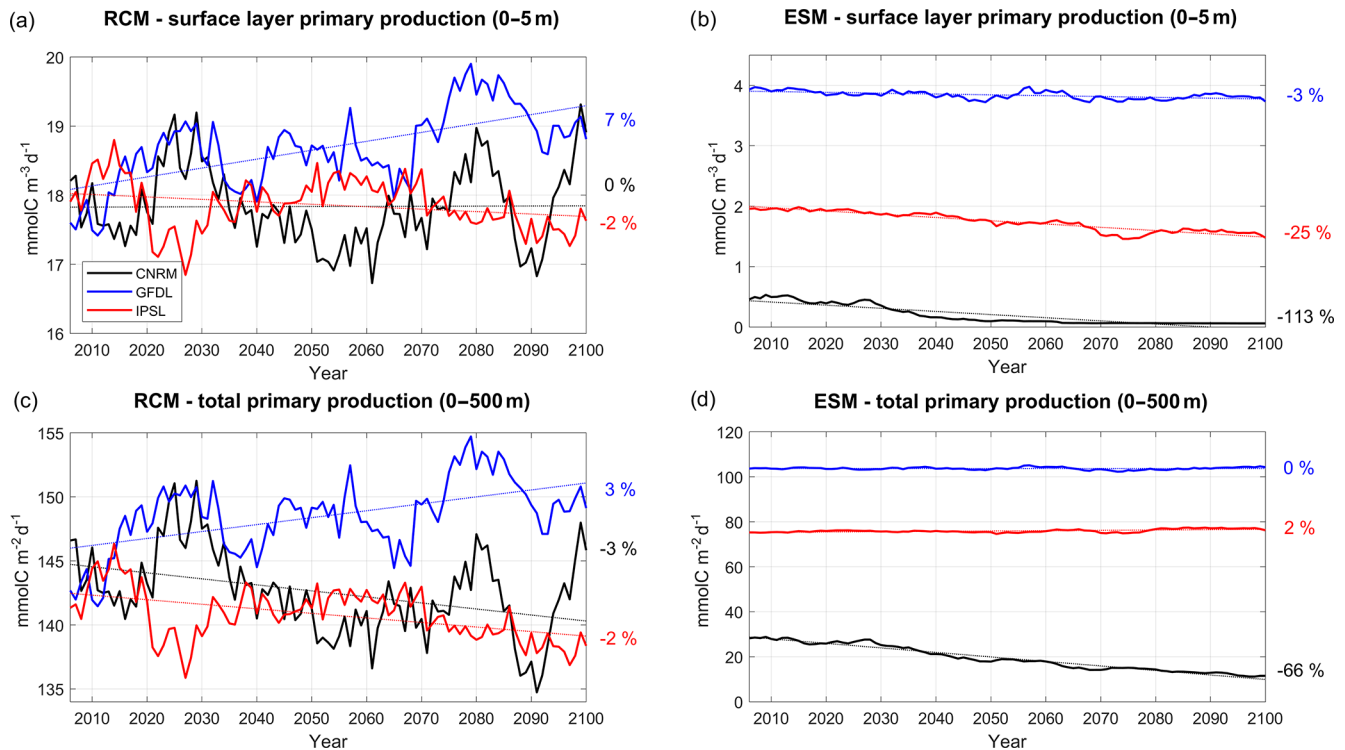 (a)
RCM - surface layer primary production (0–5 m)
20
19
18
17
16
mmolC m⁻³ d⁻¹
7 %
0 %
-2 %
CNRM
GFDL
IPSL
2010 2020 2030 2040 2050 2060 2070 2080 2090 2100
Year
(b)
ESM - surface layer primary production (0–5 m)
4
3
2
1
0
mmolC m⁻³ d⁻¹
-3 %
-25 %
-113 %
2010 2020 2030 2040 2050 2060 2070 2080 2090 2100
Year
(c)
RCM - total primary production (0–500 m)
155
150
145
140
135
mmolC m⁻² d⁻¹
3 %
-3 %
-2 %
2010 2020 2030 2040 2050 2060 2070 2080 2090 2100
Year
(d)
ESM - total primary production (0–500 m)
120
100
80
60
40
20
0
mmolC m⁻² d⁻¹
0 %
2 %
-66 %
2010 2020 2030 2040 2050 2060 2070 2080 2090 2100
Year